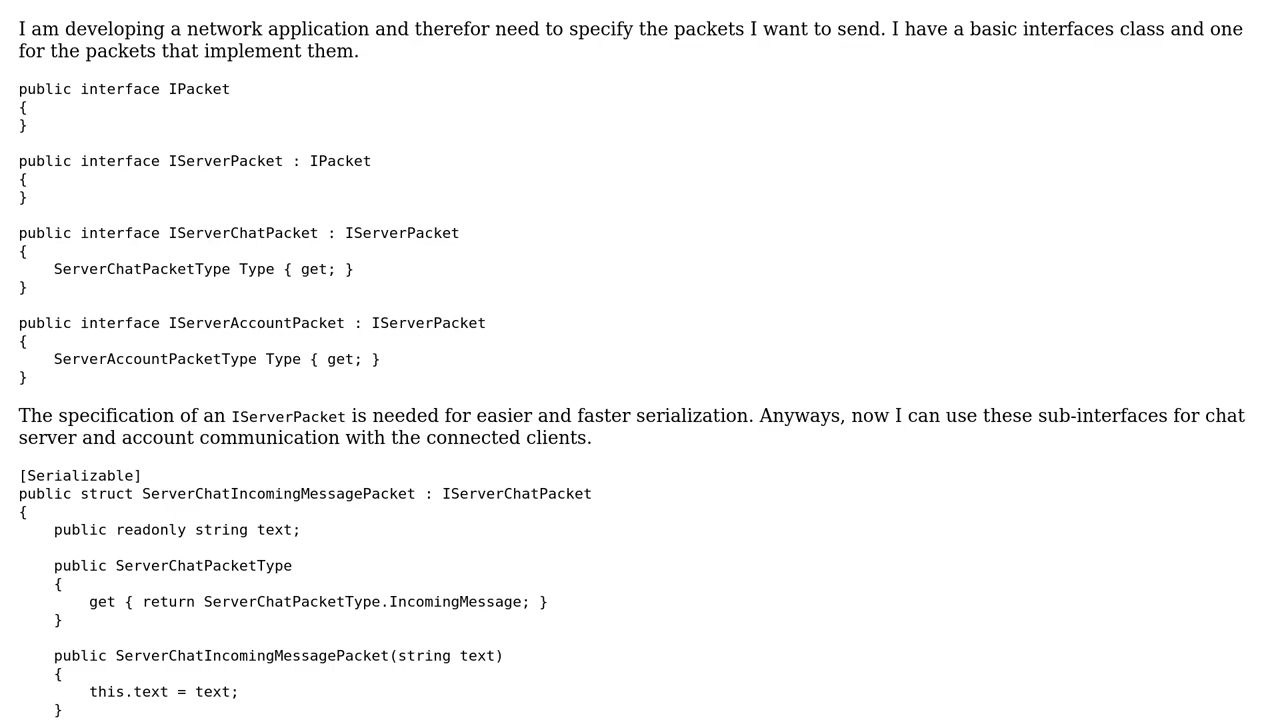 I am developing a network application and therefor need to specify the packets I want to send. I have a basic interfaces class and one
for the packets that implement them.
public interface IPacket
{
}
public interface IServerPacket : IPacket
{
}
public interface IServerChatPacket : IServerPacket
{
    ServerChatPacketType Type { get; }
}
public interface IServerAccountPacket : IServerPacket
{
    ServerAccountPacketType Type { get; }
}
The specification of an IServerPacket is needed for easier and faster serialization. Anyways, now I can use these sub-interfaces for chat
server and account communication with the connected clients.
[Serializable]
public struct ServerChatIncomingMessagePacket : IServerChatPacket
{
    public readonly string text;
    public ServerChatPacketType
    {
        get { return ServerChatPacketType.IncomingMessage; }
    }
    public ServerChatIncomingMessagePacket(string text)
    {
        this.text = text;
    }